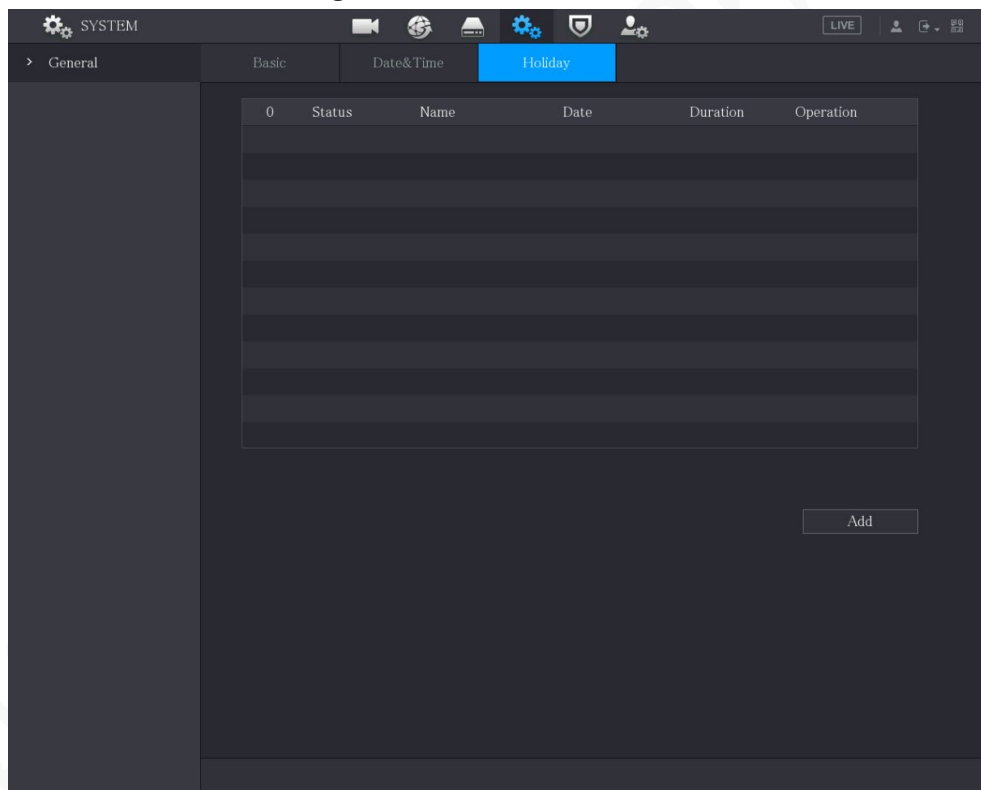 SYSTEM
LIVE
General
Basic
Date&Time
Holiday
0 Status Name Date Duration Operation
Add